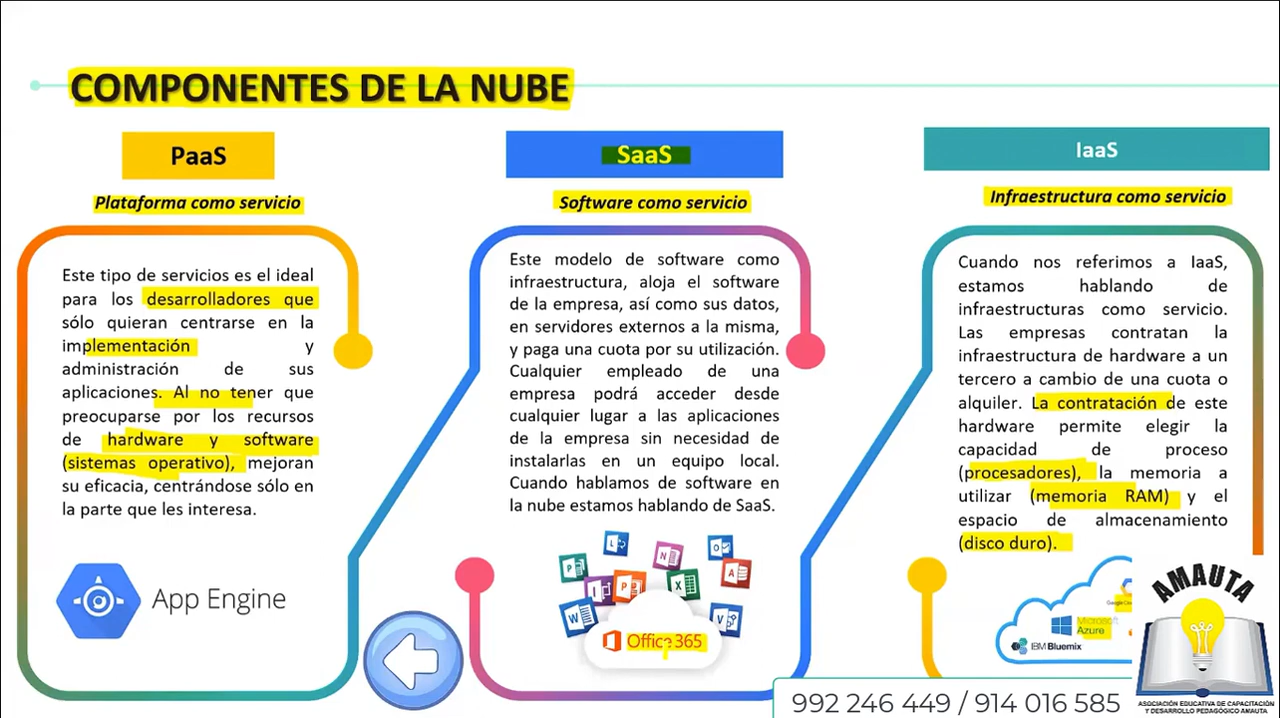 COMPONENTES DE LA NUBE
PaaS
Plataforma como servicio
Este tipo de servicios es el ideal
para los desarrolladores que
sólo quieran centrarse en la
implementación y
administración de sus
aplicaciones. Al no tener que
preocuparse por los recursos
de hardware y software
(sistemas operativo), mejoran
su eficacia, centrándose sólo en
la parte que les interesa.
App Engine
SaaS
Software como servicio
Este modelo de software como
infraestructura, aloja el software
de la empresa, así como sus datos,
en servidores externos a la misma,
y paga una cuota por su utilización.
Cualquier empleado de una
empresa podrá acceder desde
cualquier lugar a las aplicaciones
de la empresa sin necesidad de
instalarlas en un equipo local.
Cuando hablamos de software en
la nube estamos hablando de SaaS.
Office 365
IaaS
Infraestructura como servicio
Cuando nos referimos a IaaS,
estamos hablando de
infraestructuras como servicio.
Las empresas contratan la
infraestructura de hardware a un
tercero a cambio de una cuota o
alquiler. La contratación de este
hardware permite elegir la
capacidad de proceso
(procesadores), la memoria a
utilizar (memoria RAM) y el
espacio de almacenamiento
(disco duro).
Microsoft
Azure
IBM Bluemix
AMAUTA
ASOCIACIÓN EDUCATIVA DE CAPACITACIÓN
Y DESARROLLO PEDAGÓGICO AMAUTA
992 246 449 / 914 016 585